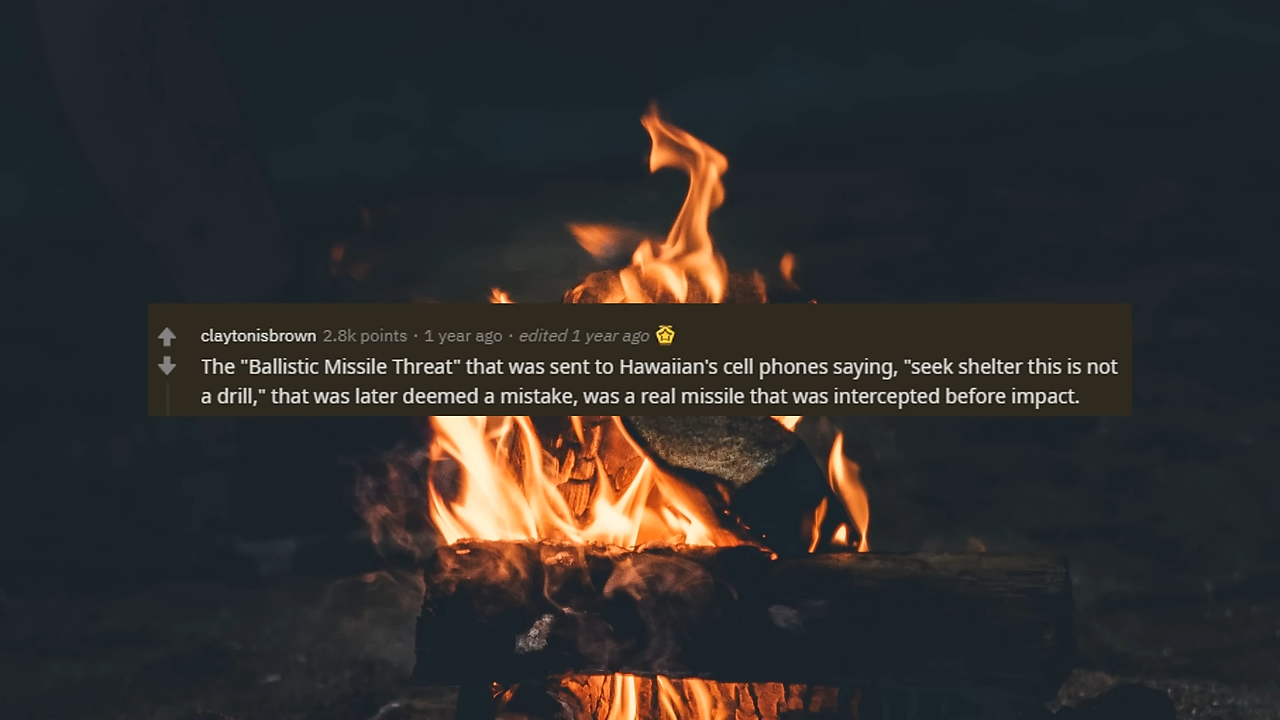 claytonisbrown 2.8k points · 1 year ago · edited 1 year ago
The "Ballistic Missile Threat" that was sent to Hawaiian's cell phones saying, "seek shelter this is not
a drill," that was later deemed a mistake, was a real missile that was intercepted before impact.